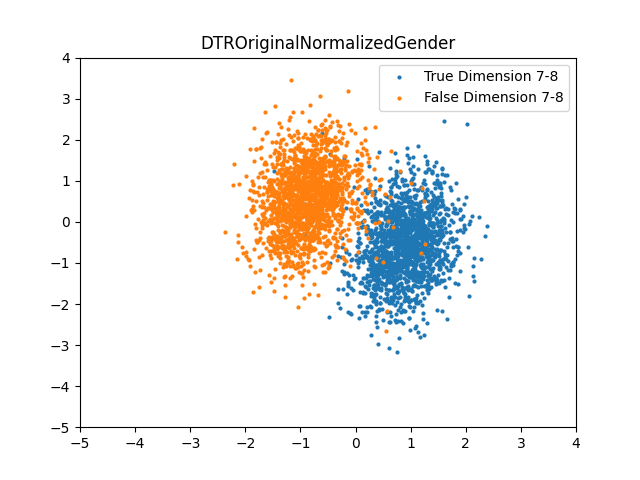 DTROriginalNormalizedGender
True Dimension 7-8
False Dimension 7-8
4
3
2
1
0
−1
−2
−3
−4
−5
−5 −4 −3 −2 −1 0 1 2 3 4